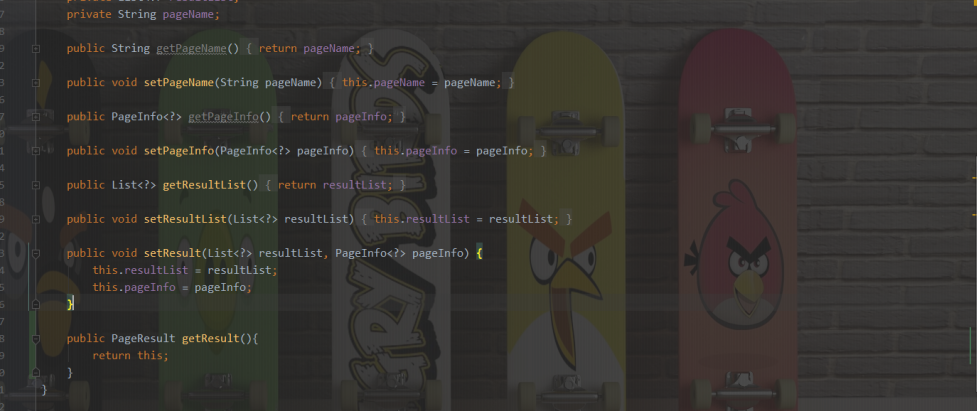 private String pageName;
public String getPageName() { return pageName; }
public void setPageName(String pageName) { this.pageName = pageName; }
public PageInfo<?> getPageInfo() { return pageInfo; }
public void setPageInfo(PageInfo<?> pageInfo) { this.pageInfo = pageInfo; }
public List<?> getResultList() { return resultList; }
public void setResultList(List<?> resultList) { this.resultList = resultList; }
public void setResult(List<?> resultList, PageInfo<?> pageInfo) {
this.resultList = resultList;
this.pageInfo = pageInfo;
}
public PageResult getResult(){
return this;
}
}